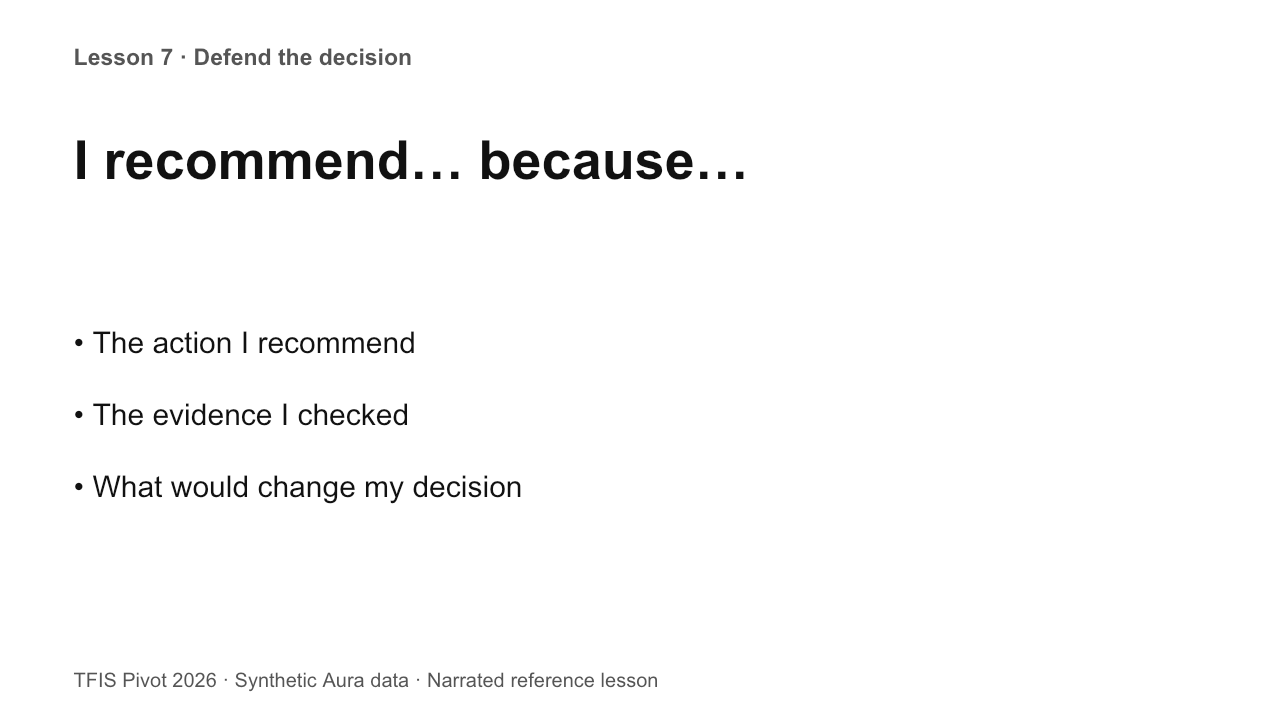 Lesson 7 · Defend the decision
I recommend… because…
• The action I recommend
• The evidence I checked
• What would change my decision
TFIS Pivot 2026 · Synthetic Aura data · Narrated reference lesson